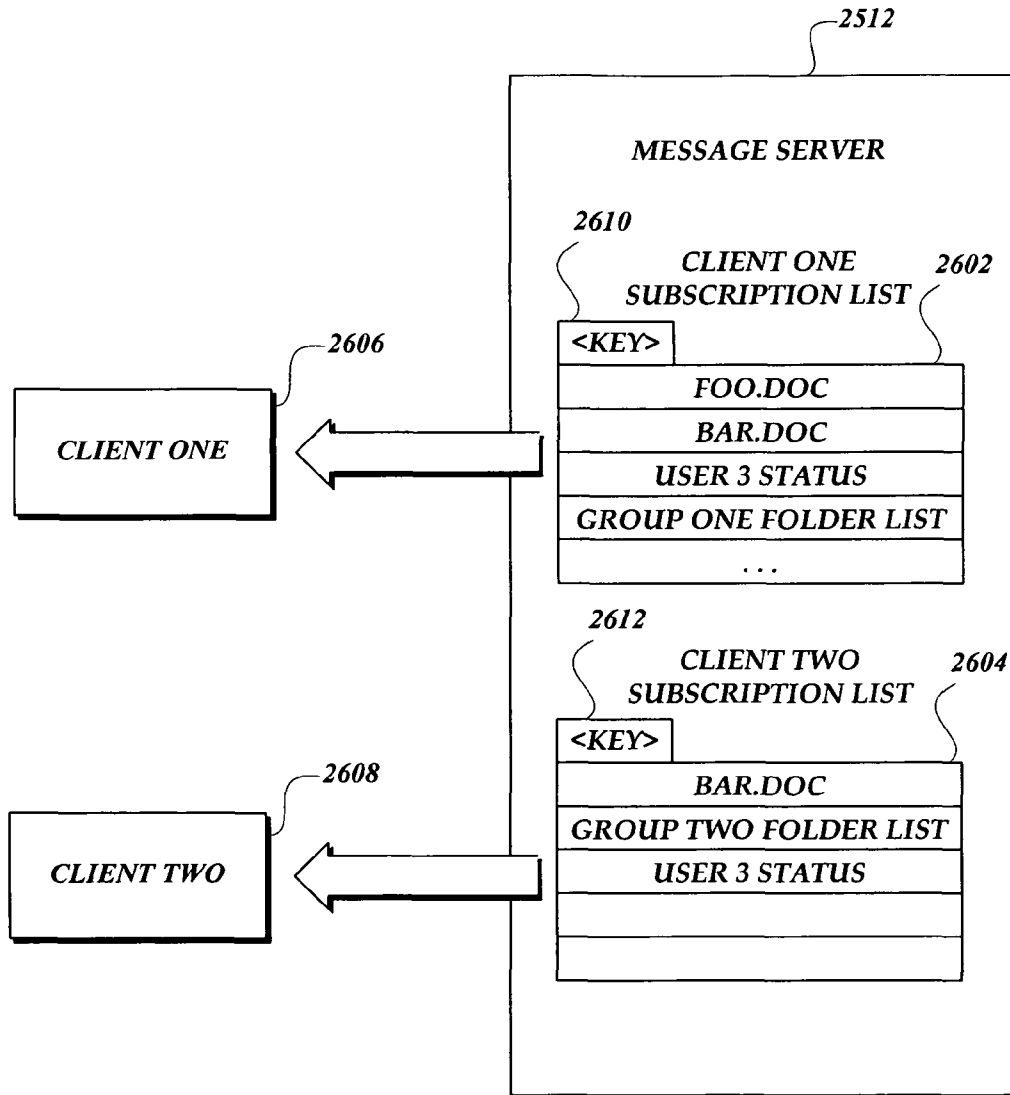 2512
MESSAGE SERVER
2610
CLIENT ONE
SUBSCRIPTION LIST
2602
<KEY>
FOO.DOC
BAR.DOC
USER 3 STATUS
GROUP ONE FOLDER LIST
...
2606
CLIENT ONE
2612
CLIENT TWO
SUBSCRIPTION LIST
2604
<KEY>
BAR.DOC
GROUP TWO FOLDER LIST
USER 3 STATUS
2608
CLIENT TWO